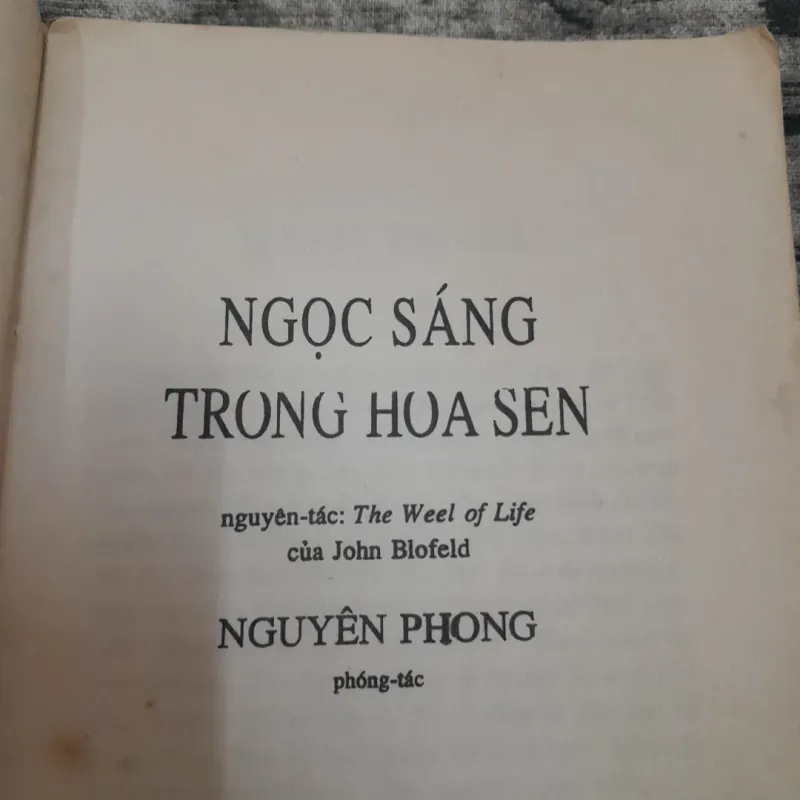 NGỌC SÁNG
TRONG HOA SEN
nguyên-tác: The Weel of Life
của John Blofeld
NGUYÊN PHONG
phóng-tác